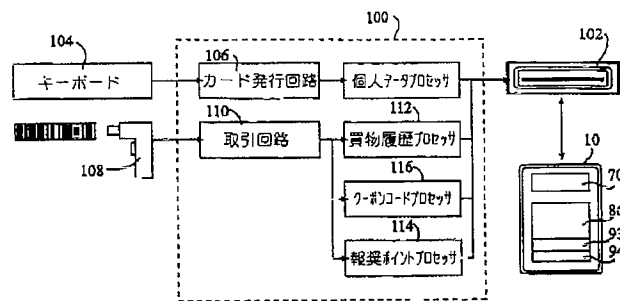 100
104
106
102
キーボード
カード発行回路
個人データプロセッサ
110
112
取引回路
買物履歴プロセッサ
108
116
クーポンコードプロセッサ
114
報奨ポイントプロセッサ
10
70
86
93
94